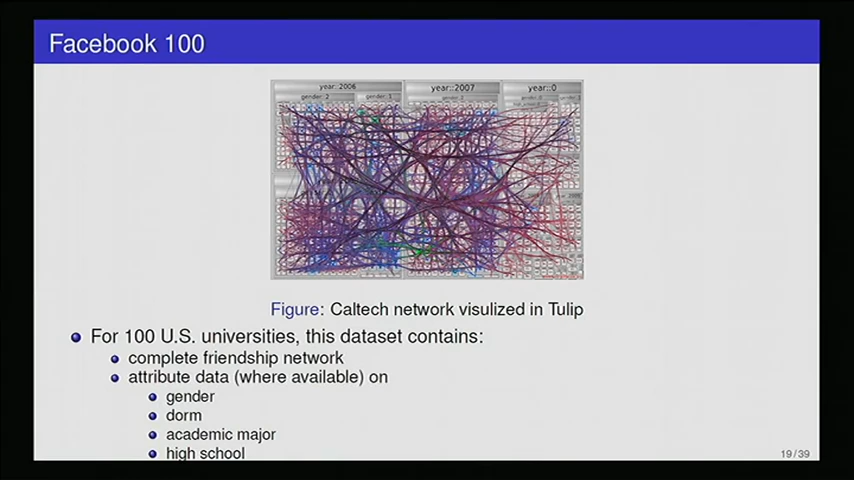 Facebook 100
year::2006
year::2007
year::0
gender::2
gender::1
Figure: Caltech network visulized in Tulip
For 100 U.S. universities, this dataset contains:
complete friendship network
attribute data (where available) on
gender
dorm
academic major
high school
19 / 39